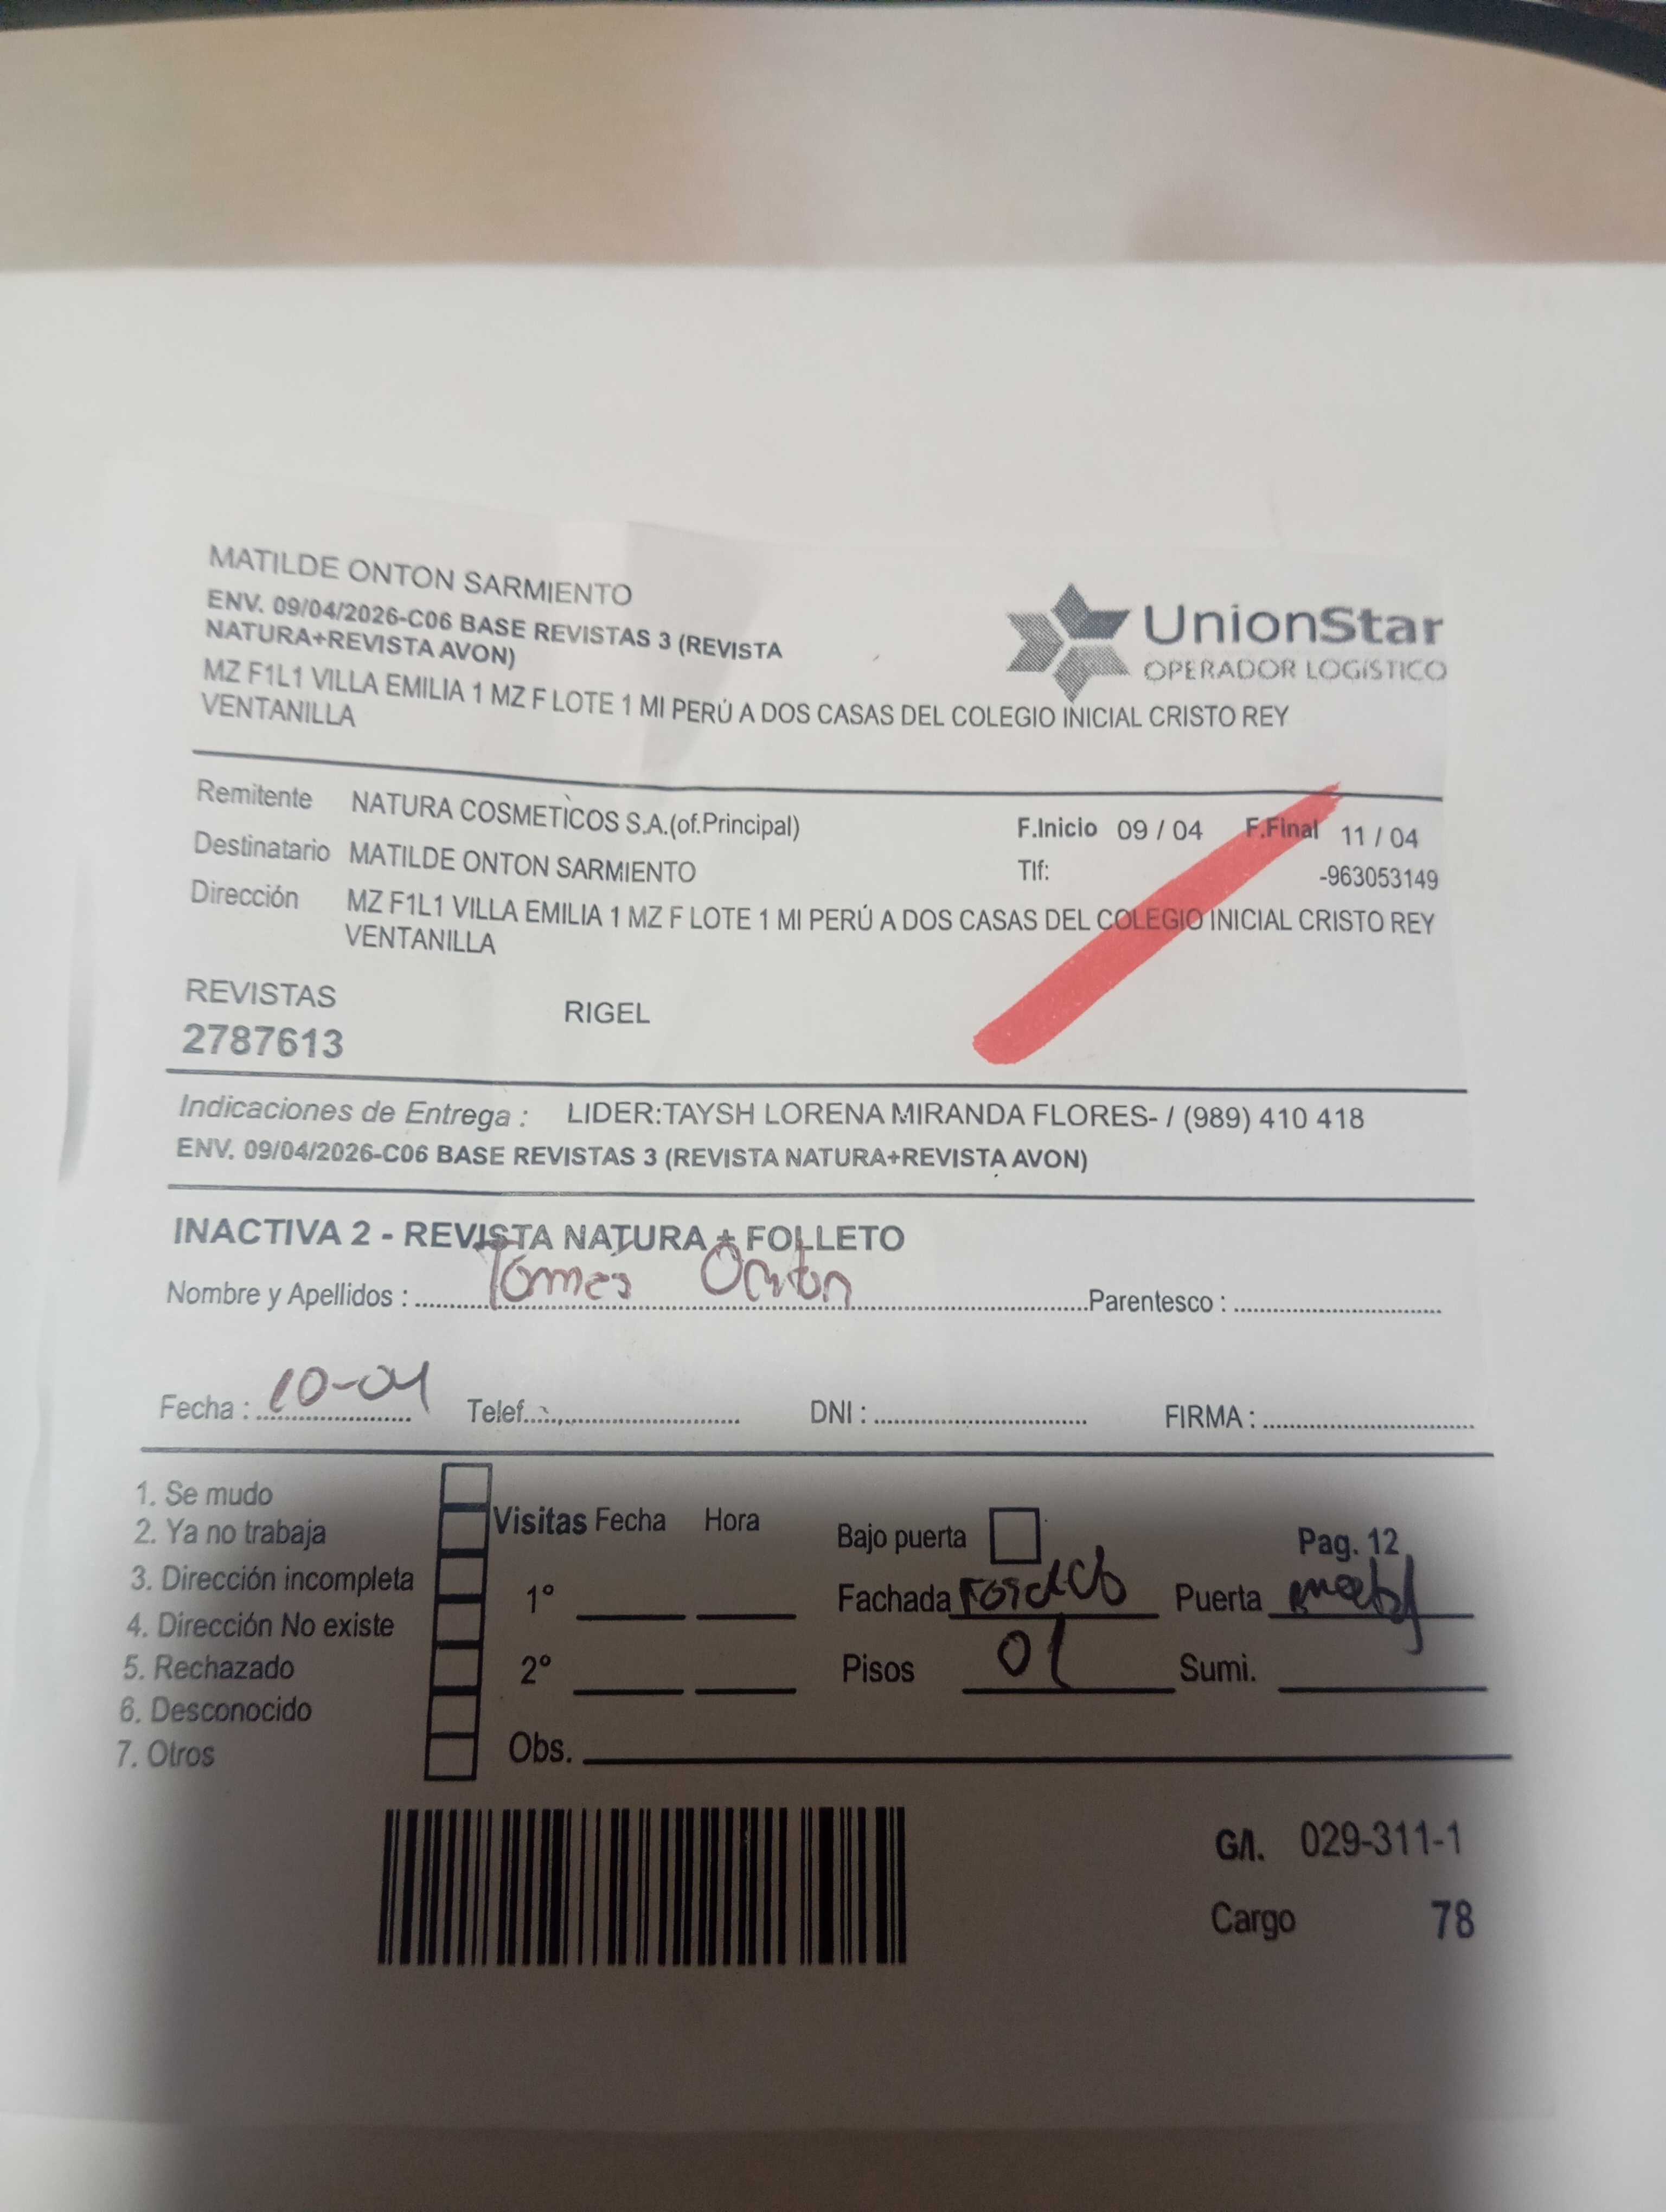 MATILDE ONTON SARMIENTO
ENV. 09/04/2026-C06 BASE REVISTAS 3 (REVISTA
NATURA+REVISTA AVON)
MZ F1L1 VILLA EMILIA 1 MZ F LOTE 1 MI PERÚ A DOS CASAS DEL COLEGIO INICIAL CRISTO REY
VENTANILLA
UnionStar
OPERADOR LOGÍSTICO
Remitente NATURA COSMETICOS S.A.(of.Principal) F.Inicio 09 / 04 F.Final 11 / 04
Destinatario MATILDE ONTON SARMIENTO Tlf: -963053149
Dirección MZ F1L1 VILLA EMILIA 1 MZ F LOTE 1 MI PERÚ A DOS CASAS DEL COLEGIO INICIAL CRISTO REY
VENTANILLA
REVISTAS RIGEL
2787613
Indicaciones de Entrega : LIDER:TAYSH LORENA MIRANDA FLORES- / (989) 410 418
ENV. 09/04/2026-C06 BASE REVISTAS 3 (REVISTA NATURA+REVISTA AVON)
INACTIVA 2 - REVISTA NATURA + FOLLETO
Nombre y Apellidos : Tomes Onton Parentesco :
Fecha : 10-04 Telef. DNI : FIRMA :
1. Se mudo
2. Ya no trabaja
3. Dirección incompleta
4. Dirección No existe
5. Rechazado
6. Desconocido
7. Otros
Visitas Fecha Hora
1°
2°
Obs.
Bajo puerta Pag. 12
Fachada Puerta
Pisos 01 Sumi.
G/I. 029-311-1
Cargo 78